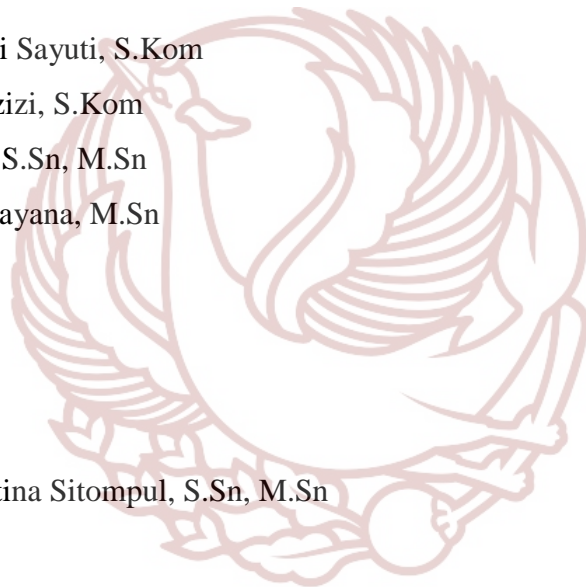 i Sayuti, S.Kom
zizi, S.Kom
S.Sn, M.Sn
ayana, M.Sn
tina Sitompul, S.Sn, M.Sn